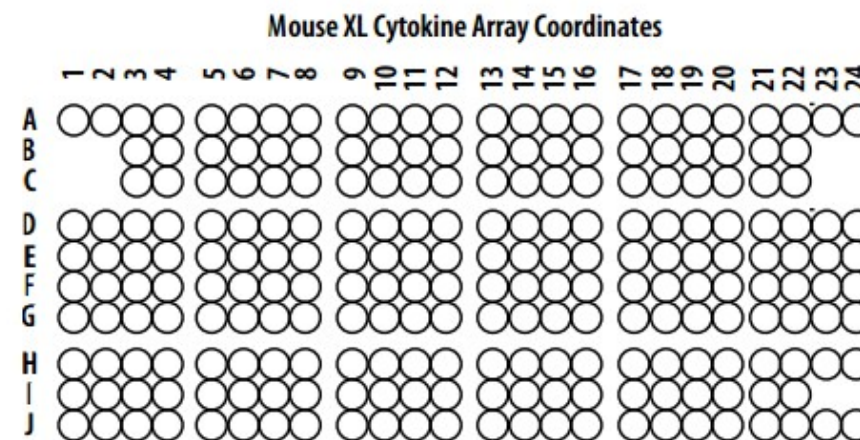 Mouse XL Cytokine Array Coordinates
1 2 3 4 5 6 7 8 9 10 11 12 13 14 15 16 17 18 19 20 21 22 23 24
A
B
C
D
E
F
G
H
I
J